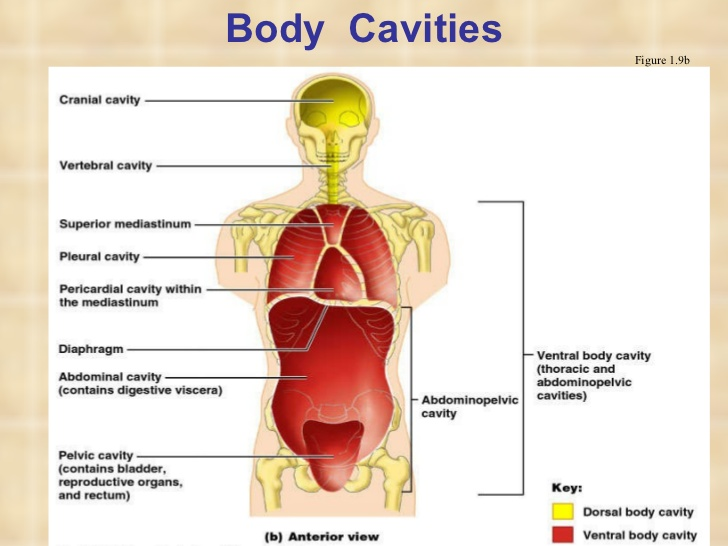 Body Cavities
Figure 1.9b
Cranial cavity
Vertebral cavity
Superior mediastinum
Pleural cavity
Pericardial cavity within
the mediastinum
Diaphragm
Abdominal cavity
(contains digestive viscera)
Pelvic cavity
(contains bladder,
reproductive organs,
and rectum)
Abdominopelvic
cavity
Ventral body cavity
(thoracic and
abdominopelvic
cavities)
Key:
Dorsal body cavity
Ventral body cavity
(b) Anterior view